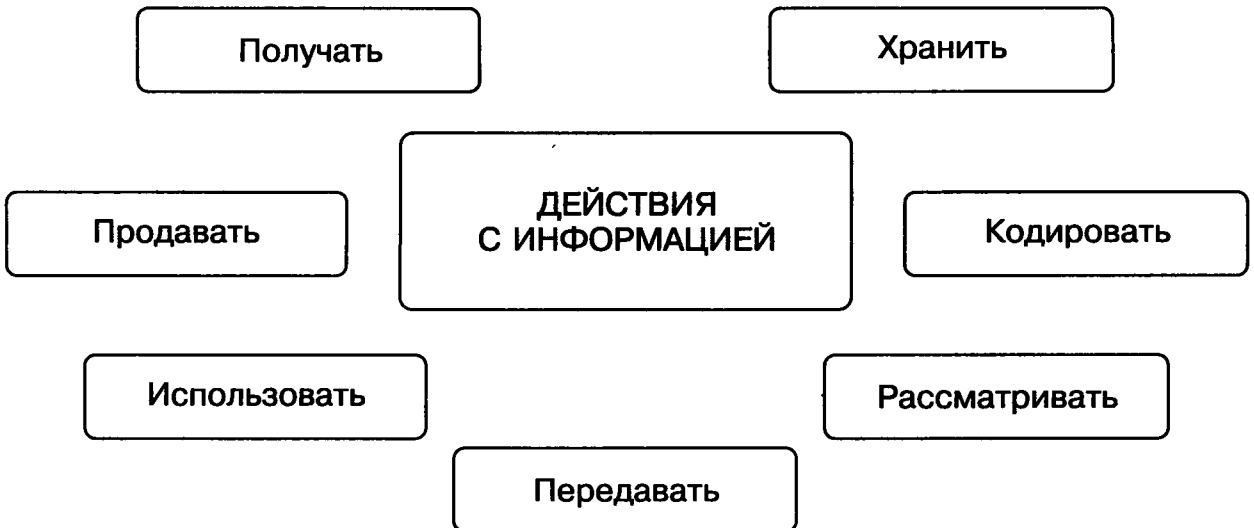 Получать
Хранить
ДЕЙСТВИЯ
С ИНФОРМАЦИЕЙ
Продавать
Кодировать
Использовать
Рассматривать
Передавать